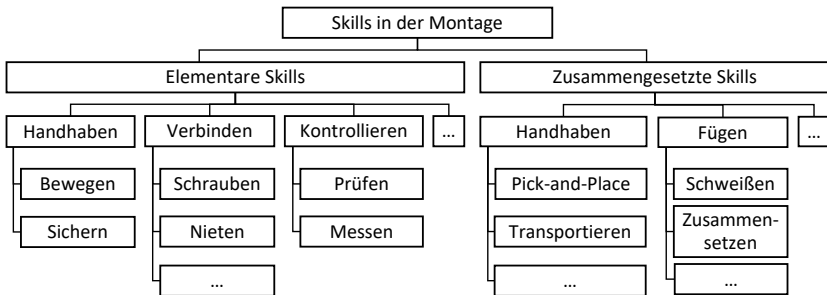 Skills in der Montage
Elementare Skills
Zusammengesetzte Skills
Handhaben
Verbinden
Kontrollieren
...
Handhaben
Fügen
...
Bewegen
Schrauben
Prüfen
Pick-and-Place
Schweißen
Sichern
Nieten
Messen
Transportieren
Zusammen-
setzen
...
...
...